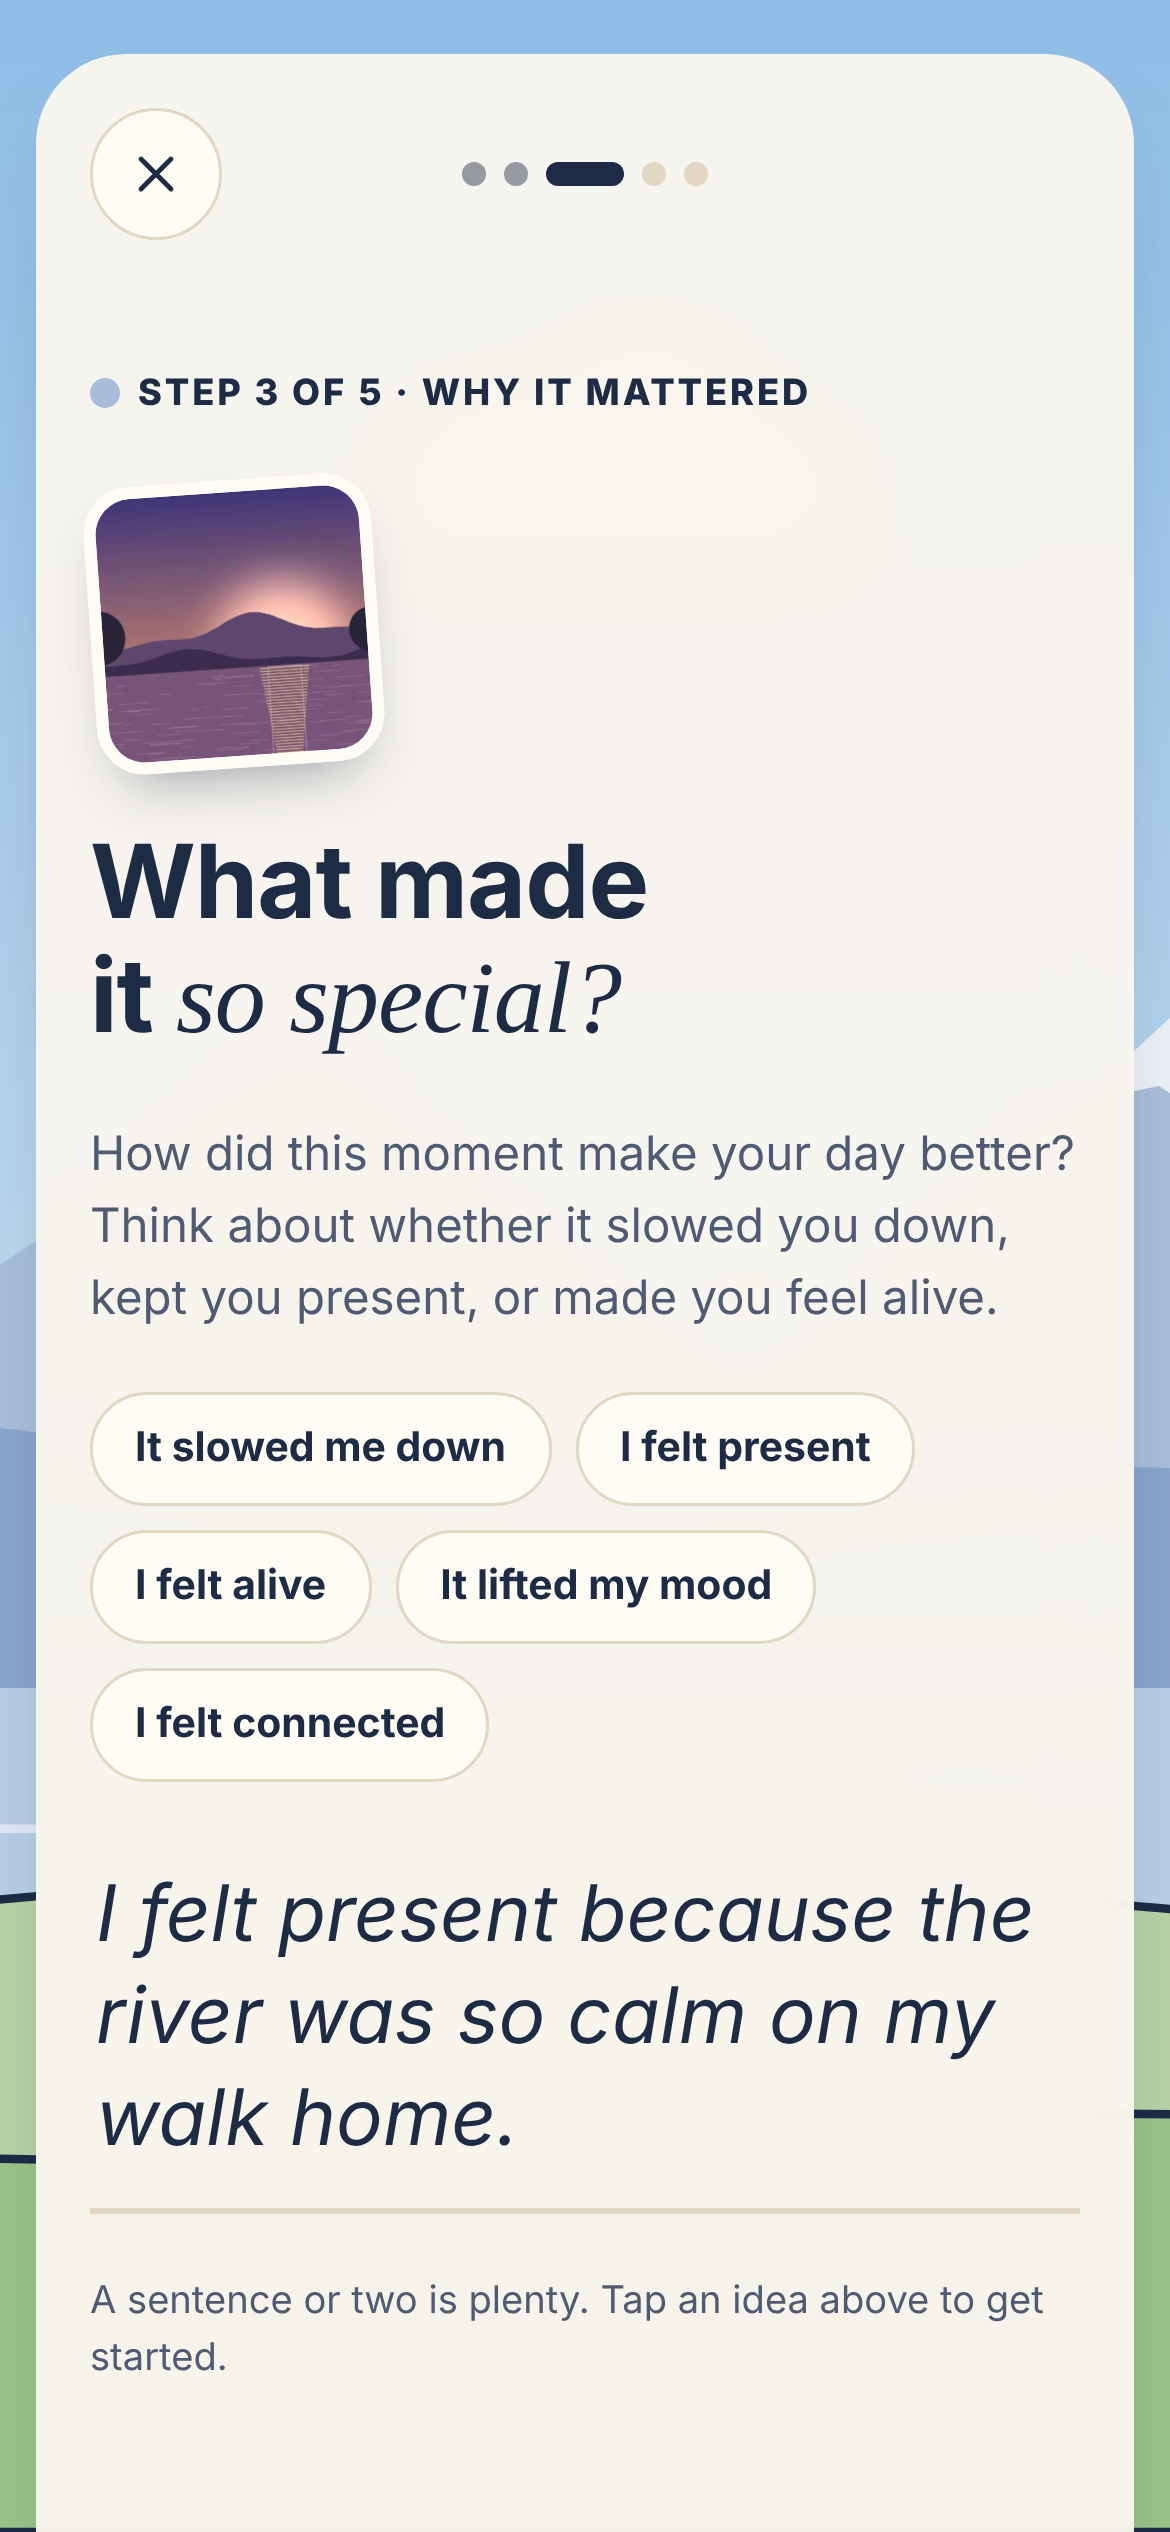 STEP 3 OF 5 · WHY IT MATTERED
What made
it so special?
How did this moment make your day better?
Think about whether it slowed you down,
kept you present, or made you feel alive.
It slowed me down
I felt present
I felt alive
It lifted my mood
I felt connected
I felt present because the
river was so calm on my
walk home.
A sentence or two is plenty. Tap an idea above to get
started.